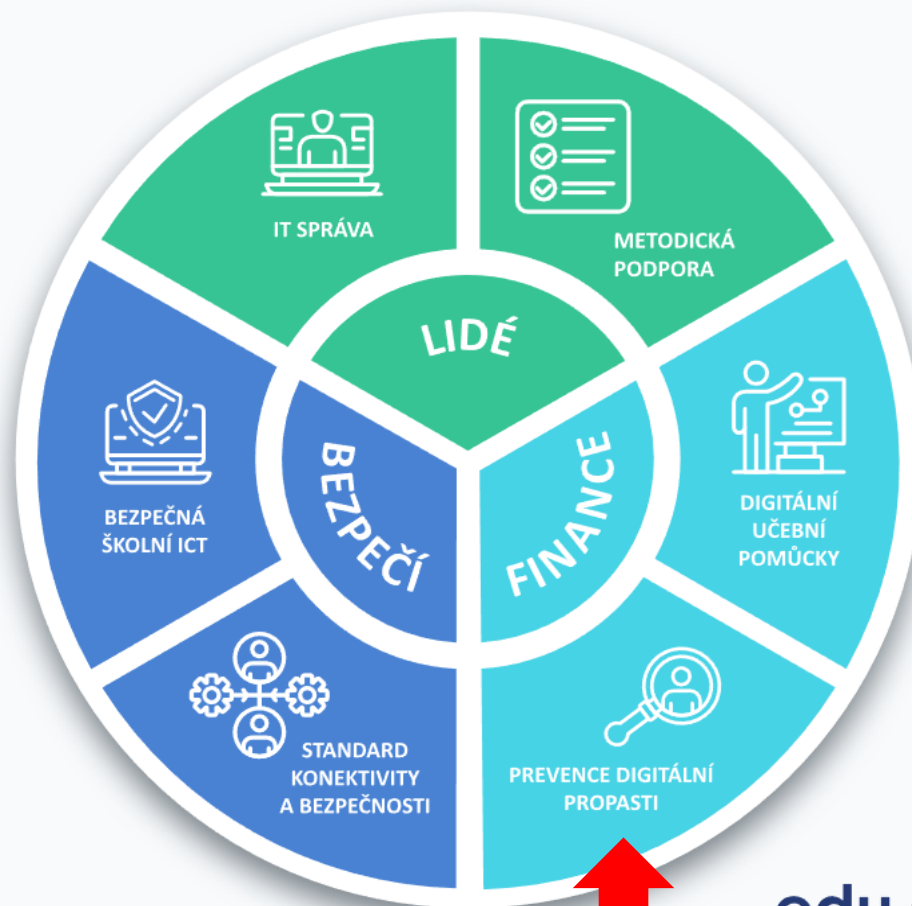 IT SPRÁVA
METODICKÁ
PODPORA
LIDÉ
BEZPEČÍ
FINANCE
BEZPEČNÁ
ŠKOLNÍ ICT
DIGITÁLNÍ
UČEBNÍ
POMŮCKY
STANDARD
KONEKTIVITY
A BEZPEČNOSTI
PREVENCE DIGITÁLNÍ
PROPASTI